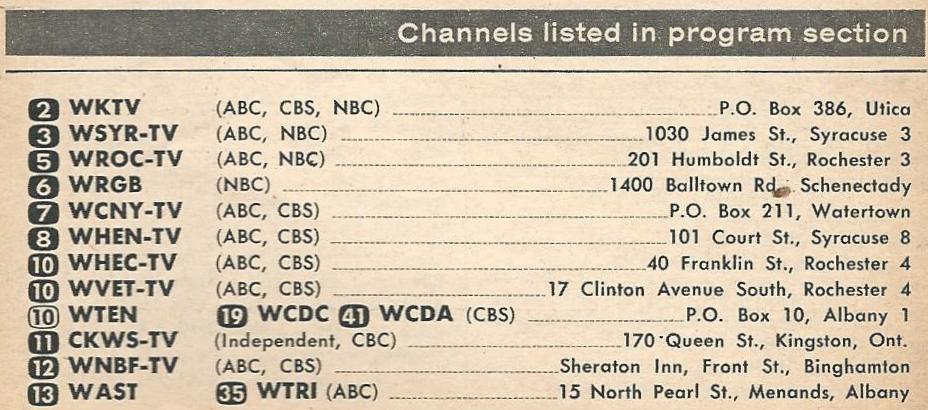 Channels listed in program section
2 WKTV (ABC, CBS, NBC) P.O. Box 386, Utica
3 WSYR-TV (ABC, NBC) 1030 James St., Syracuse 3
5 WROC-TV (ABC, NBC) 201 Humboldt St., Rochester 3
6 WRGB (NBC) 1400 Balltown Rd., Schenectady
7 WCNY-TV (ABC, CBS) P.O. Box 211, Watertown
8 WHEN-TV (ABC, CBS) 101 Court St., Syracuse 8
10 WHEC-TV (ABC, CBS) 40 Franklin St., Rochester 4
10 WVET-TV (ABC, CBS) 17 Clinton Avenue South, Rochester 4
10 WTEN 19 WCDC 41 WCDA (CBS) P.O. Box 10, Albany 1
11 CKWS-TV (Independent, CBC) 170 Queen St., Kingston, Ont.
12 WNBF-TV (ABC, CBS) Sheraton Inn, Front St., Binghamton
13 WAST 35 WTRI (ABC) 15 North Pearl St., Menands, Albany